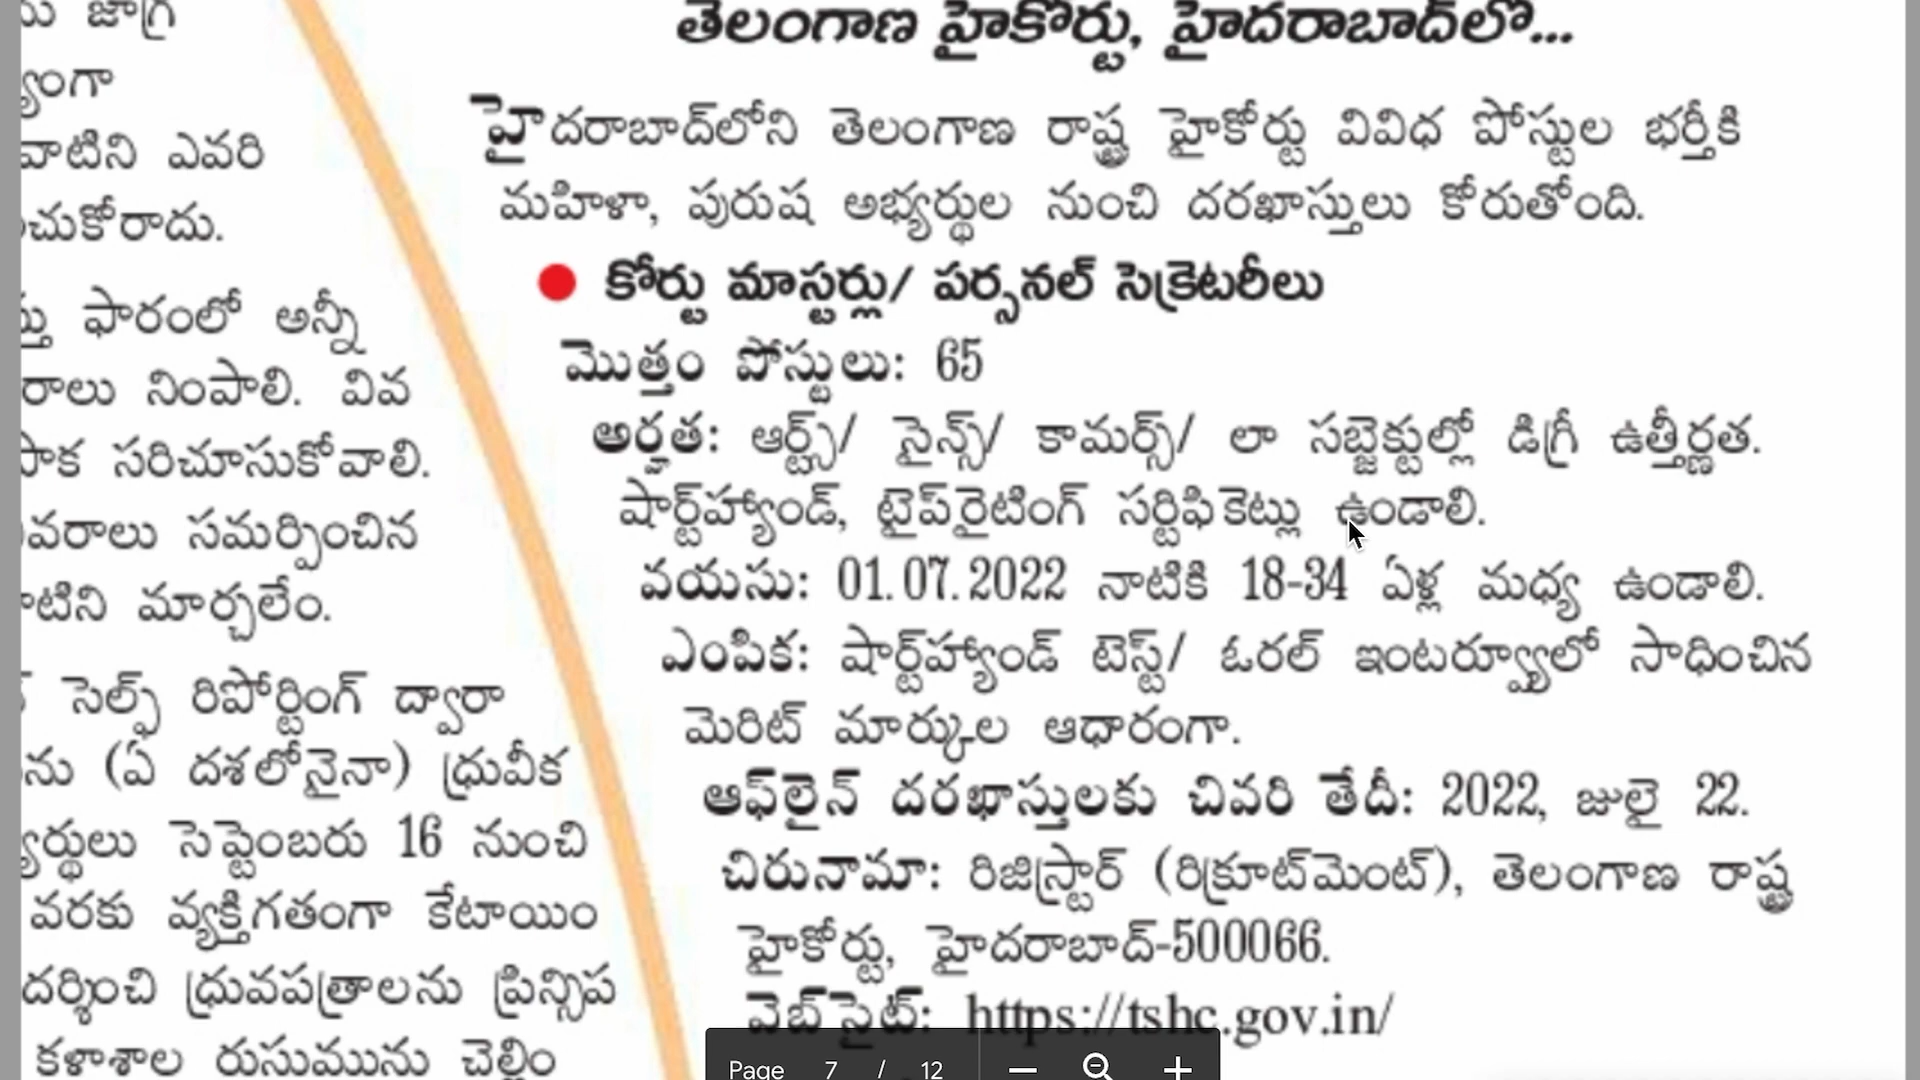 జాగ్ర
్యంగా
వాటిని ఎవరి
చుకోరాదు.
ఫారంలో అన్నీ
రాలు నింపాలి. వివ
సరిచూసుకోవాలి.
వరాలు సమర్పించిన
టిని మార్చలేం.
సెల్ఫ్ రిపోర్టింగ్ ద్వారా
ను (ఏ దశలోనైనా) ధ్రువీక
్యర్థులు సెప్టెంబరు 16 నుంచి
వరకు వ్యక్తిగతంగా కేటాయిం
దర్శించి ధ్రువపత్రాలను ప్రిన్సిప
కళాశాల రుసుమును చెల్లిం
తెలంగాణ హైకోర్టు, హైదరాబాద్‌లో...
హైదరాబాద్‌లోని తెలంగాణ రాష్ట్ర హైకోర్టు వివిధ పోస్టుల భర్తీకి
మహిళా, పురుష అభ్యర్థుల నుంచి దరఖాస్తులు కోరుతోంది.
● కోర్టు మాస్టర్లు/ పర్సనల్ సెక్రెటరీలు
మొత్తం పోస్టులు: 65
అర్హత: ఆర్ట్స్/ సైన్స్/ కామర్స్/ లా సబ్జెక్టుల్లో డిగ్రీ ఉత్తీర్ణత.
షార్ట్‌హ్యాండ్, టైప్‌రైటింగ్ సర్టిఫికెట్లు ఉండాలి.
వయసు: 01.07.2022 నాటికి 18-34 ఏళ్ల మధ్య ఉండాలి.
ఎంపిక: షార్ట్‌హ్యాండ్ టెస్ట్/ ఓరల్ ఇంటర్వ్యూలో సాధించిన
మెరిట్ మార్కుల ఆధారంగా.
ఆఫ్‌లైన్ దరఖాస్తులకు చివరి తేదీ: 2022, జులై 22.
చిరునామా: రిజిస్ట్రార్ (రిక్రూట్‌మెంట్), తెలంగాణ రాష్ట్ర
హైకోర్టు, హైదరాబాద్-500066.
వెబ్‌సైట్: https://tshc.gov.in/
Page 7 / 12